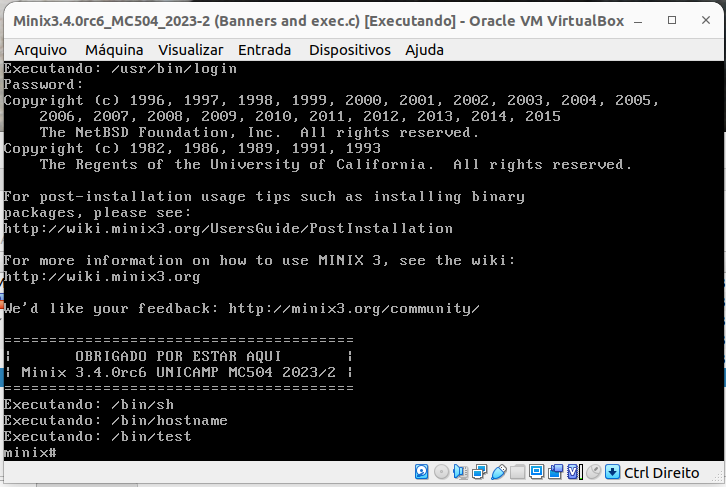 Minix3.4.0rc6_MC504_2023-2 (Banners and exec.c) [Executando] - Oracle VM VirtualBox
Arquivo Máquina Visualizar Entrada Dispositivos Ajuda
Executando: /usr/bin/login
Password:
Copyright (c) 1996, 1997, 1998, 1999, 2000, 2001, 2002, 2003, 2004, 2005,
2006, 2007, 2008, 2009, 2010, 2011, 2012, 2013, 2014, 2015
The NetBSD Foundation, Inc.  All rights reserved.
Copyright (c) 1982, 1986, 1989, 1991, 1993
The Regents of the University of California.  All rights reserved.
For post-installation usage tips such as installing binary
packages, please see:
http://wiki.minix3.org/UsersGuide/PostInstallation
For more information on how to use MINIX 3, see the wiki:
http://wiki.minix3.org
We'd like your feedback: http://minix3.org/community/
=======================================
¦       OBRIGADO POR ESTAR AQUI       ¦
¦ Minix 3.4.0rc6 UNICAMP MC504 2023/2 ¦
=======================================
Executando: /bin/sh
Executando: /bin/hostname
Executando: /bin/test
minix#
Ctrl Direito